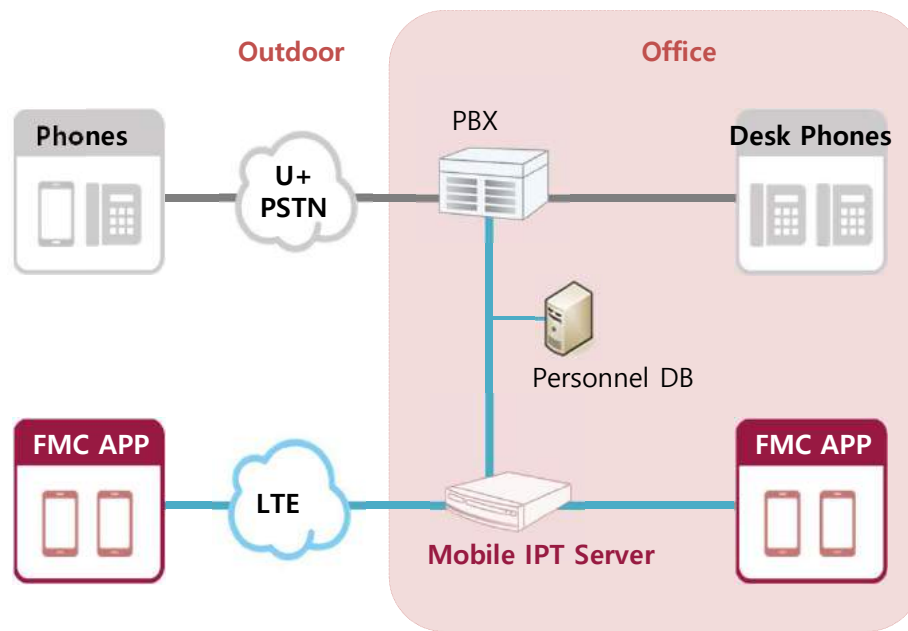 Outdoor
Office
Phones
U+
PSTN
PBX
Desk Phones
Personnel DB
FMC APP
LTE
Mobile IPT Server
FMC APP